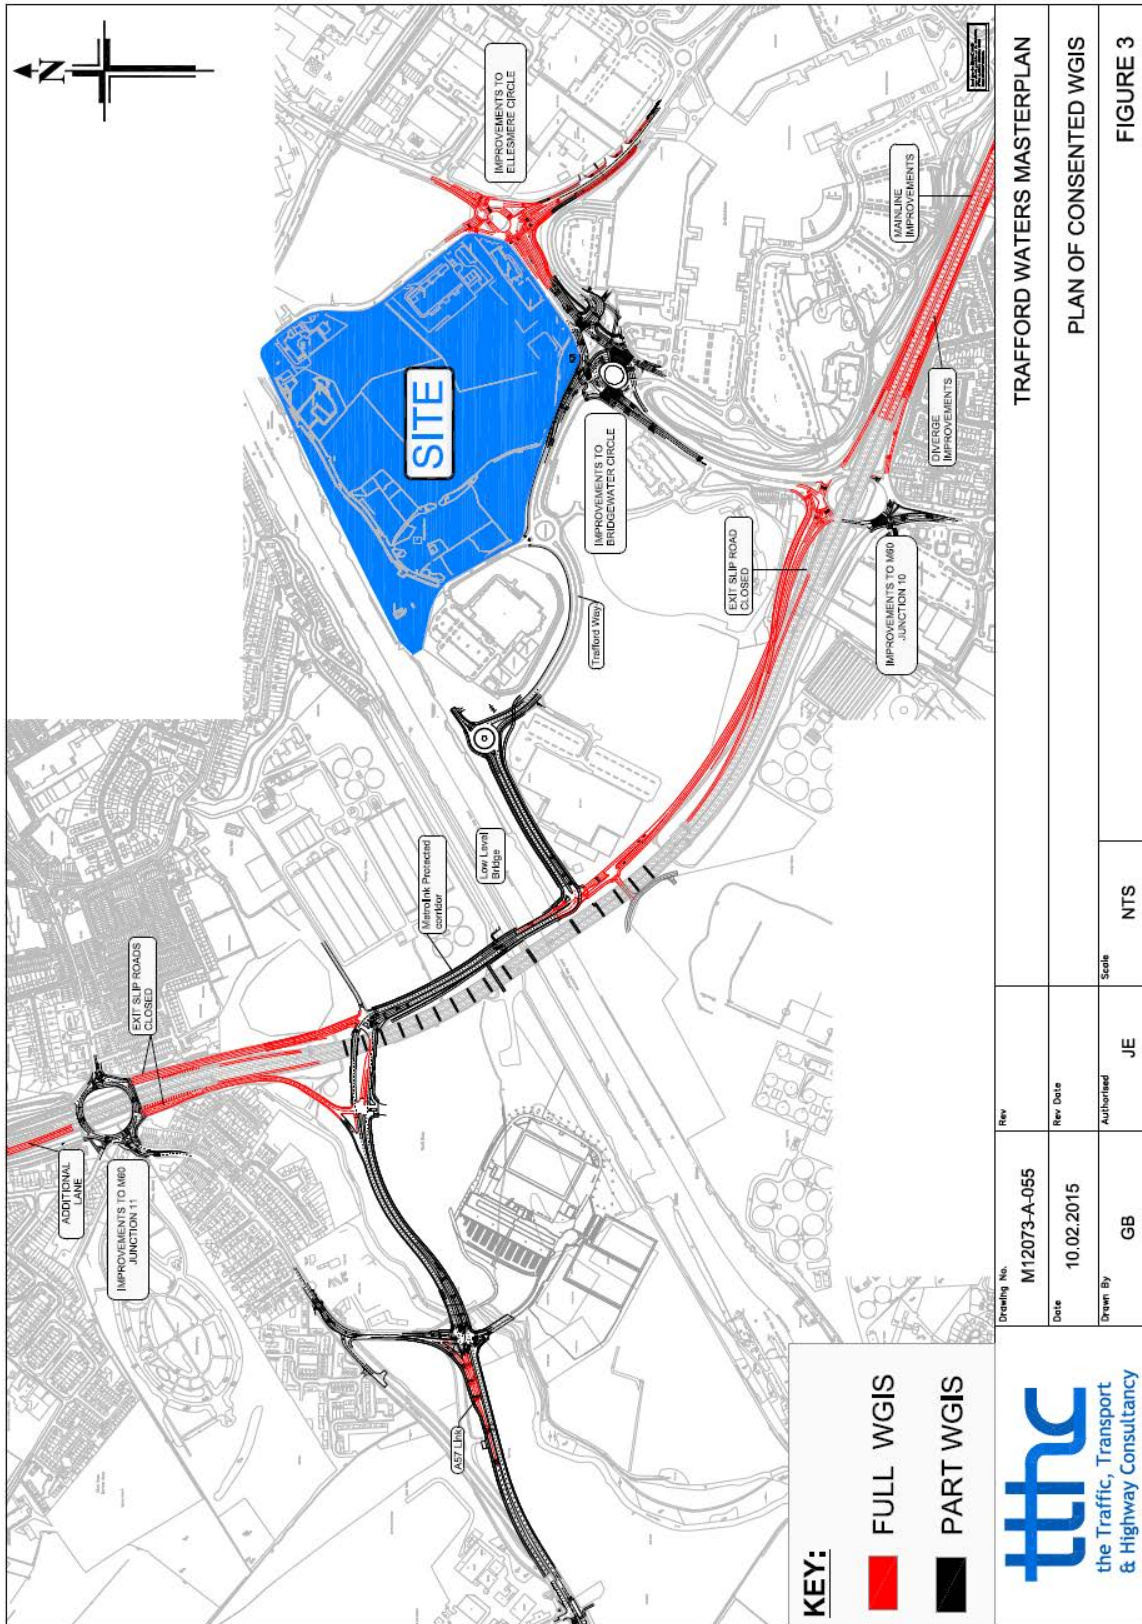 N
IMPROVEMENTS TO
ELLESMERE CIRCLE
SITE
IMPROVEMENTS TO
BRIDGEWATER CIRCLE
Trafford Way
MAINLINE
IMPROVEMENTS
DIVERGE
IMPROVEMENTS
EXIT SLIP ROAD
CLOSED
IMPROVEMENTS TO M60
JUNCTION 10
Metrolink Protected
corridor
Low Level
Bridge
EXIT SLIP ROADS
CLOSED
ADDITIONAL
LANE
IMPROVEMENTS TO M60
JUNCTION 11
A57 Link
KEY:
FULL WGIS
PART WGIS
tthc
the Traffic, Transport
& Highway Consultancy
Drawing No.
M12073-A-055
Rev
Date
10.02.2015
Rev Date
Drawn By
GB
Authorised
JE
Scale
NTS
TRAFFORD WATERS MASTERPLAN
PLAN OF CONSENTED WGIS
FIGURE 3